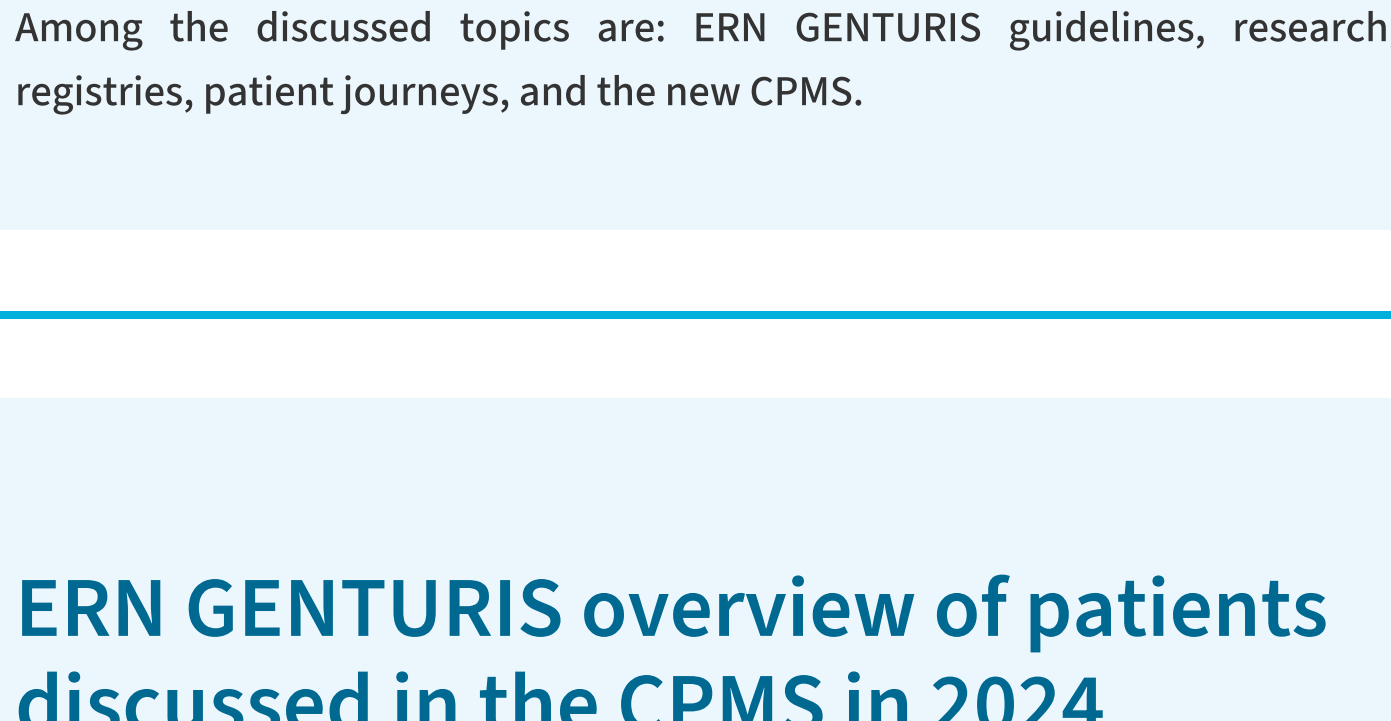 Among the discussed topics are: ERN GENTURIS guidelines, research,
registries, patient journeys, and the new CPMS.
ERN GENTURIS overview of patients
discussed in the CPMS in 2024